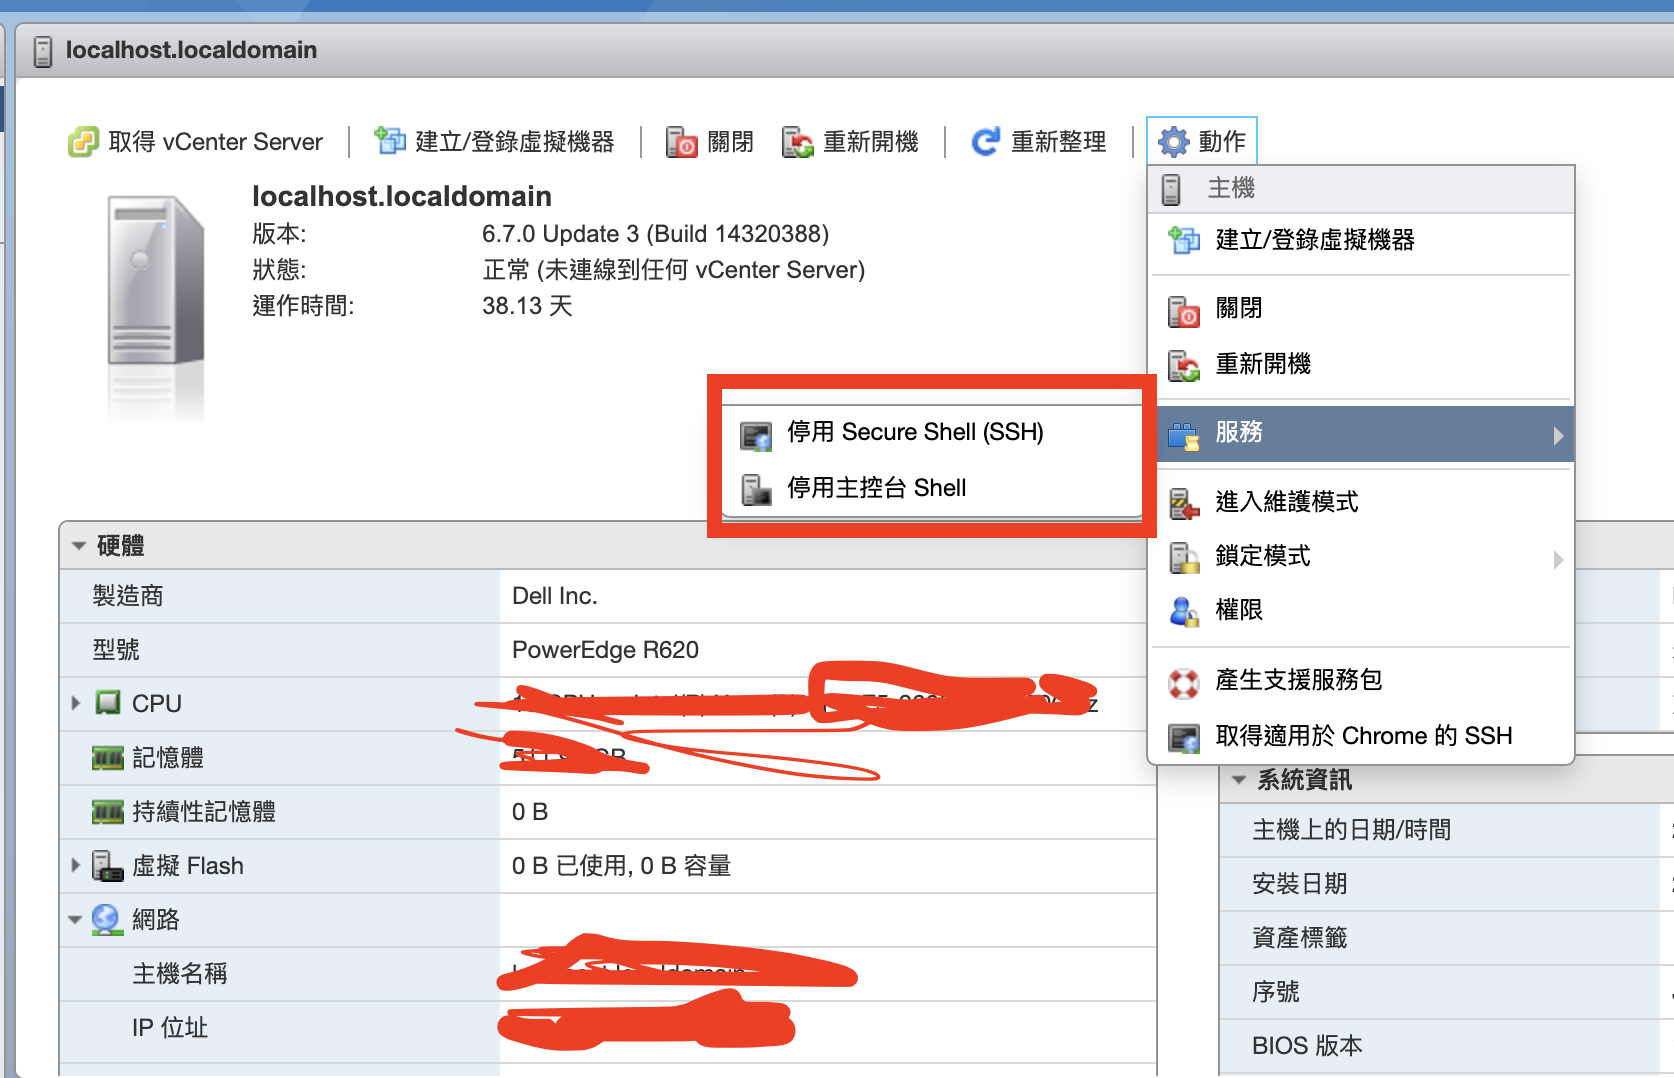 localhost.localdomain
取得 vCenter Server
建立/登錄虛擬機器
關閉
重新開機
重新整理
動作
localhost.localdomain
版本:
6.7.0 Update 3 (Build 14320388)
狀態:
正常 (未連線到任何 vCenter Server)
運作時間:
38.13 天
主機
建立/登錄虛擬機器
關閉
重新開機
服務
停用 Secure Shell (SSH)
停用主控台 Shell
進入維護模式
鎖定模式
權限
產生支援服務包
取得適用於 Chrome 的 SSH
硬體
製造商
Dell Inc.
型號
PowerEdge R620
CPU
記憶體
持續性記憶體
0 B
虛擬 Flash
0 B 已使用, 0 B 容量
網路
主機名稱
IP 位址
系統資訊
主機上的日期/時間
安裝日期
資產標籤
序號
BIOS 版本